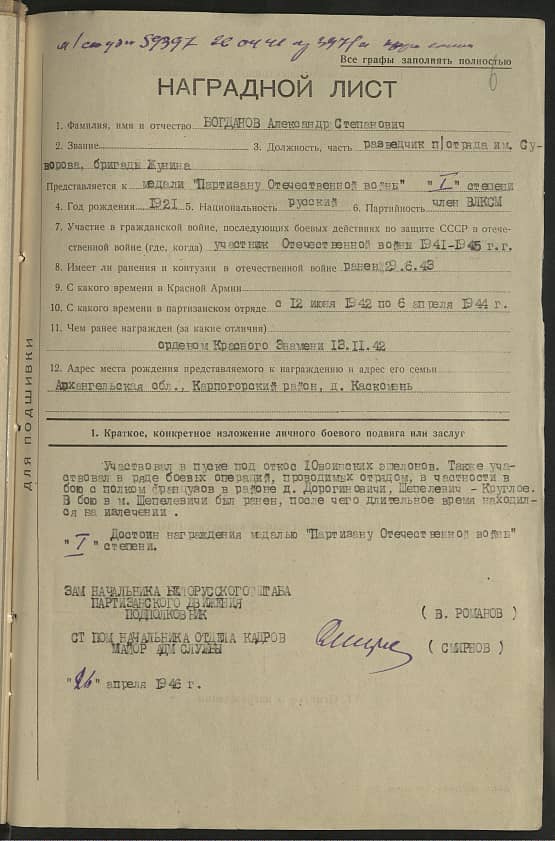 59397
Все графы заполнять полностью
6
НАГРАДНОЙ ЛИСТ
1. Фамилия, имя и отчество БОГДАНОВ Александр Степанович
2. Звание 3. Должность, часть разведчик п/отряда им. Су-
ворова, бригады Жунина
Представляется к медали "Партизану Отечественной войны" "I" степени
4. Год рождения 1921 5. Национальность русский 6. Партийность член ВЛКСМ
7. Участие в гражданской войне, последующих боевых действиях по защите СССР в отече-
ственной войне (где, когда) участник Отечественной войны 1941-1945 г.г.
8. Имеет ли ранения и контузии в отечественной войне ранен 29.6.43
9. С какого времени в Красной Армии
10. С какого времени в партизанском отряде с 12 июня 1942 по 6 апреля 1944 г.
11. Чем ранее награжден (за какие отличия)
орденом Красного Знамени 13.11.42
12. Адрес места рождения представляемого к награждению и адрес его семьи
Архангельская обл., Карпогорский район, д. Каскомень
ДЛЯ ПОДШИВКИ
1. Краткое, конкретное изложение личного боевого подвига или заслуг
Участвовал в пуске под откос 10 воинских эшелонов. Также уча-
ствовал в ряде боевых операций, проводимых отрядом, в частности в
бою с полком французов в районе д. Дорогиновичи, Шепелевич - Круглое.
В бою в м. Шепелевичи был ранен, после чего длительное время находил-
ся на излечении .
Достоин награждения медалью "Партизану Отечественной войны"
"I" степени.
ЗАМ НАЧАЛЬНИКА БЕЛОРУССКОГО ШТАБА
ПАРТИЗАНСКОГО ДВИЖЕНИЯ
ПОДПОЛКОВНИК ( В. РОМАНОВ )
СТ ПОМ НАЧАЛЬНИКА ОТДЕЛА КАДРОВ
МАЙОР АДМ СЛУЖБЫ ( СМИРНОВ )
"26" апреля 1946 г.